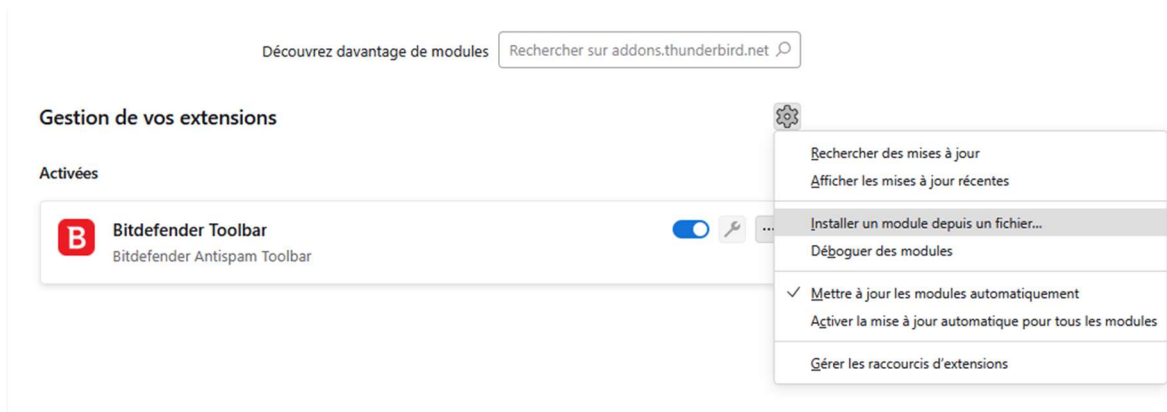 Découvrez davantage de modules
Rechercher sur addons.thunderbird.net
Gestion de vos extensions
Activées
B
Bitdefender Toolbar
Bitdefender Antispam Toolbar
...
Rechercher des mises à jour
Afficher les mises à jour récentes
Installer un module depuis un fichier...
Déboguer des modules
Mettre à jour les modules automatiquement
Activer la mise à jour automatique pour tous les modules
Gérer les raccourcis d'extensions